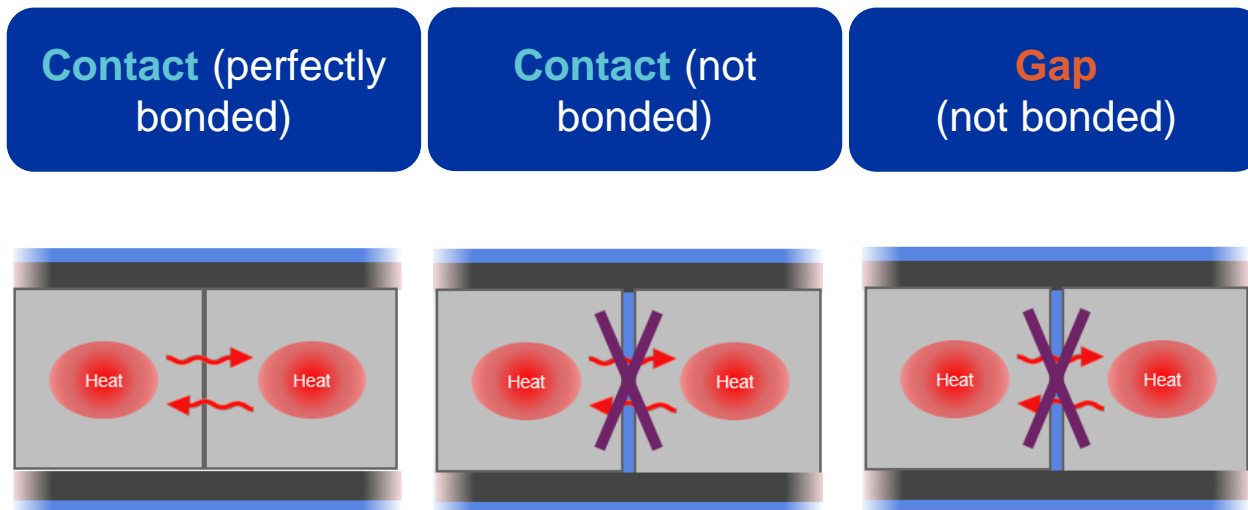 Contact (perfectly
bonded)
Contact (not
bonded)
Gap
(not bonded)
Heat
Heat
Heat
Heat
Heat
Heat